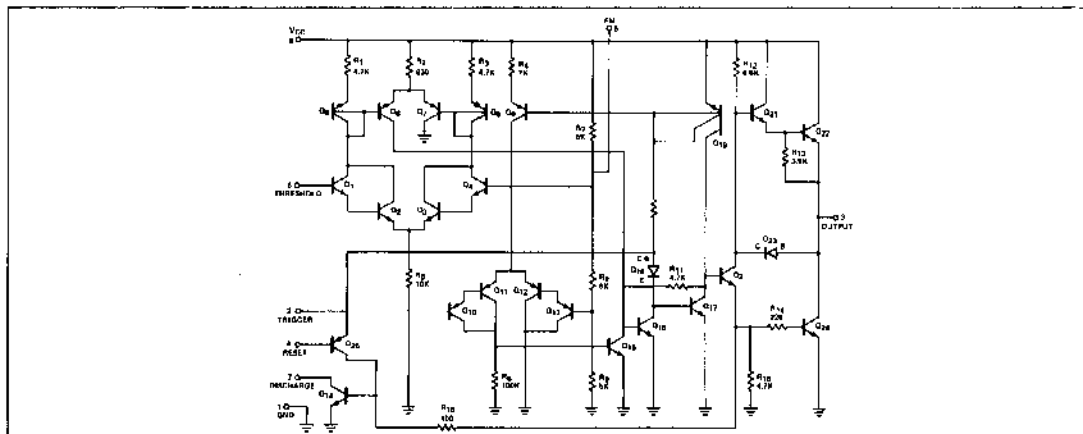 VCC
8
FM
5
R1
4.7K
R2
830
R3
4.7K
R4
7K
R12
6.8K
Q5
Q6
Q7
Q8
Q9
R7
5K
Q19
Q21
Q22
R13
3.9K
6
THRESHOLD
Q1
Q2
Q3
Q4
3
OUTPUT
Q23
C B
R5
10K
R8
5K
C
Q18
E
R11
4.7K
Q11
Q12
Q10
Q13
Q17
2
TRIGGER
Q16
R14
220
Q24
4
RESET
Q25
Q15
7
DISCHARGE
R6
100K
R9
5K
R15
4.7K
Q14
1
GND
R16
100